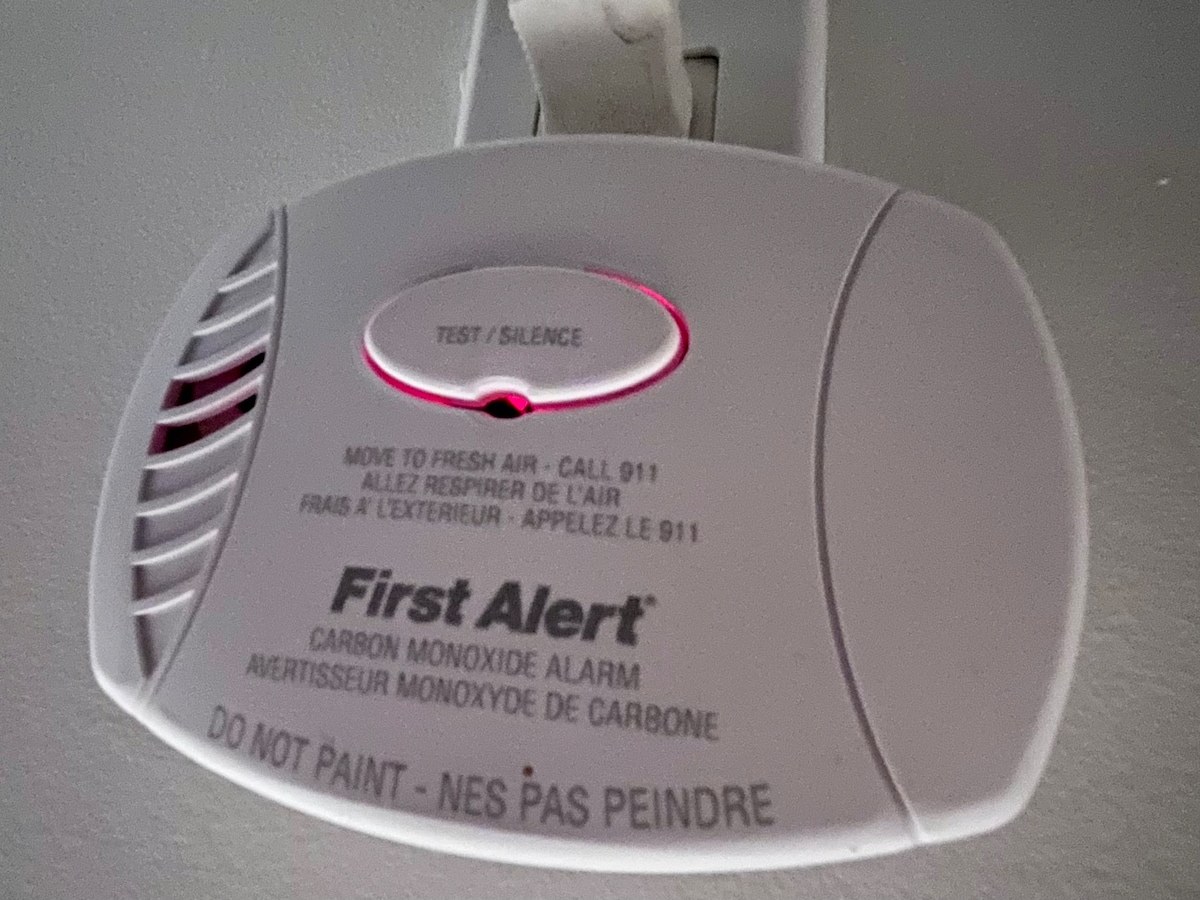 TEST / SILENCE
MOVE TO FRESH AIR - CALL 911
ALLEZ RESPIRER DE L'AIR
FRAIS A' L'EXTERIEUR - APPELEZ LE 911
First Alert®
CARBON MONOXIDE ALARM
AVERTISSEUR MONOXYDE DE CARBONE
DO NOT PAINT - NES PAS PEINDRE